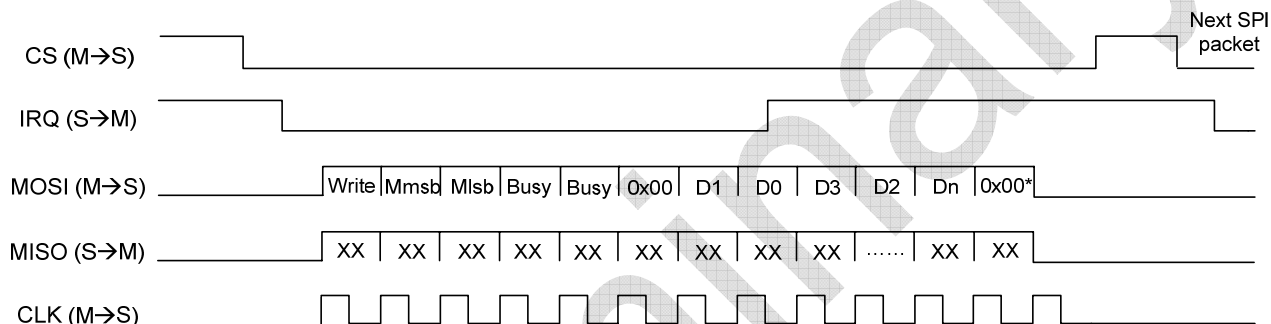 Next SPI
packet
CS (M→S)
IRQ (S→M)
MOSI (M→S) Write Mmsb Mlsb Busy Busy 0x00 D1 D0 D3 D2 Dn 0x00*
MISO (S→M) XX XX XX XX XX XX XX XX XX ...... XX XX
CLK (M→S)